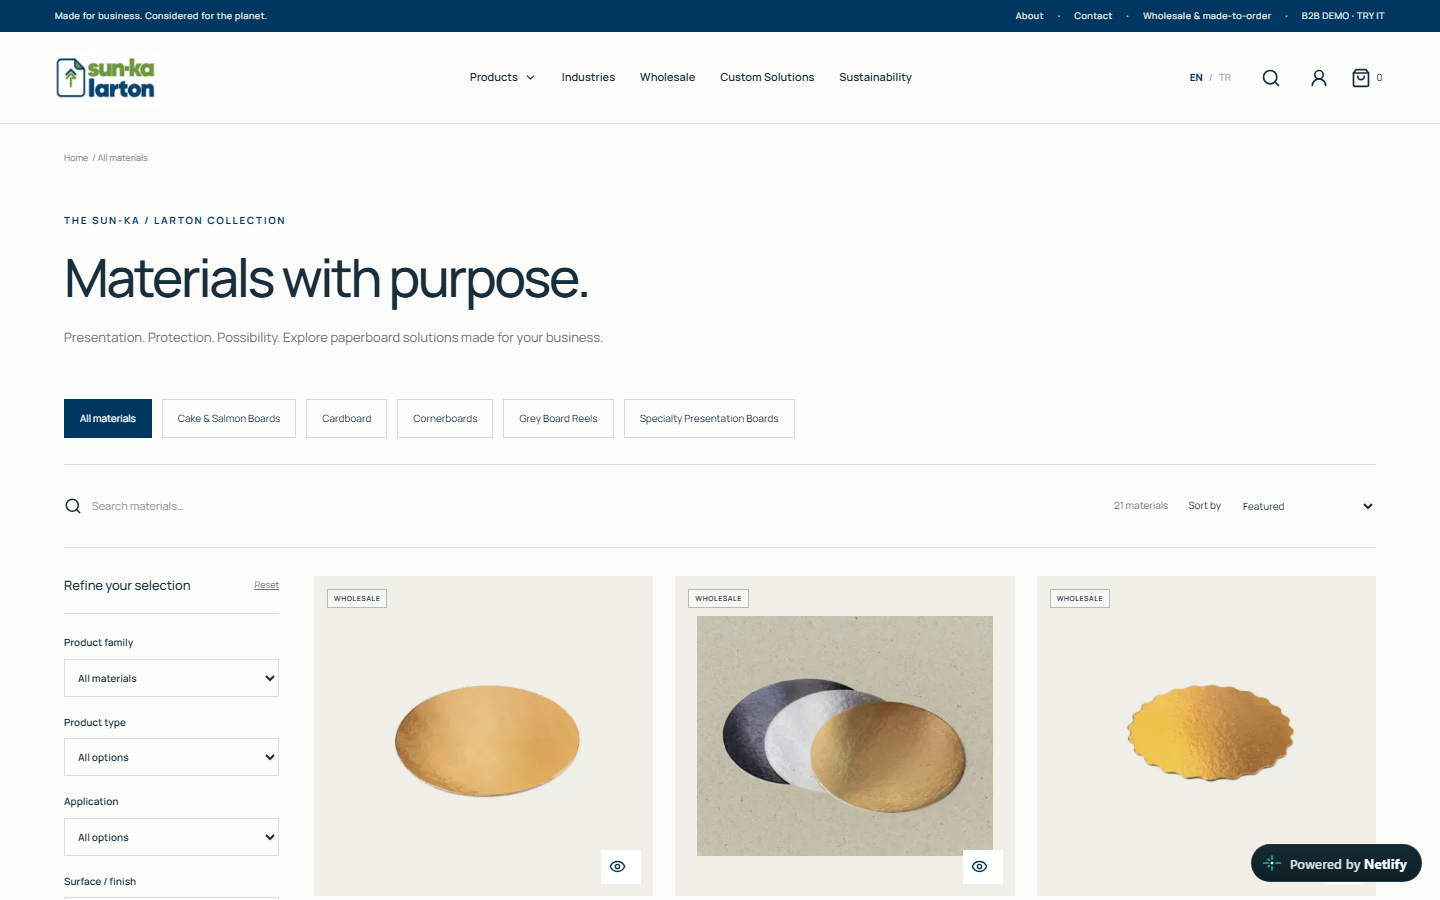 Made for business. Considered for the planet.
About · Contact · Wholesale & made-to-order · B2B DEMO · TRY IT
sun-ka
larton
Products Industries Wholesale Custom Solutions Sustainability
EN / TR
0
Home / All materials
THE SUN-KA / LARTON COLLECTION
Materials with purpose.
Presentation. Protection. Possibility. Explore paperboard solutions made for your business.
All materials
Cake & Salmon Boards
Cardboard
Cornerboards
Grey Board Reels
Specialty Presentation Boards
Search materials...
21 materials
Sort by
Featured
Refine your selection
Reset
Product family
All materials
Product type
All options
Application
All options
Surface / finish
WHOLESALE
WHOLESALE
WHOLESALE
Powered by Netlify